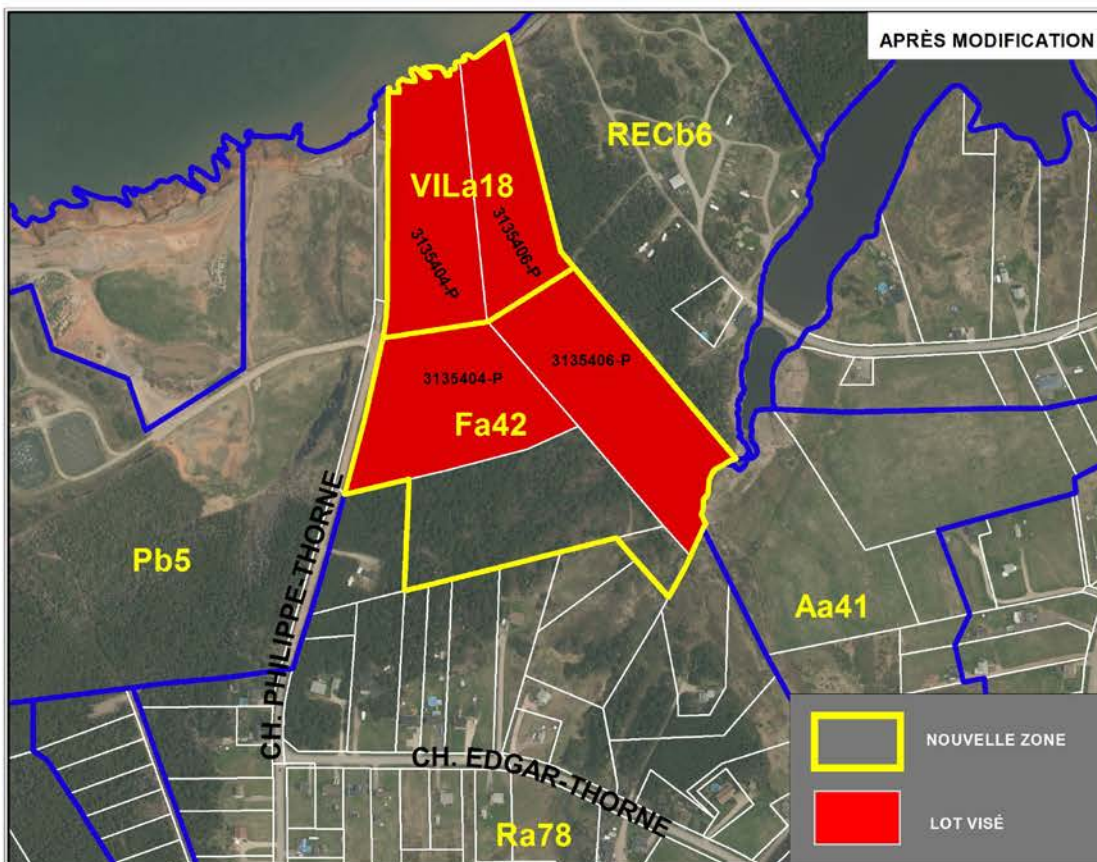 APRÈS MODIFICATION
RECb6
VILa18
3135404-P
3135406-P
3135404-P
3135406-P
Fa42
Pb5
CH. PHILIPPE-THORNE
Aa41
CH. EDGAR-THORNE
Ra78
NOUVELLE ZONE
LOT VISÉ